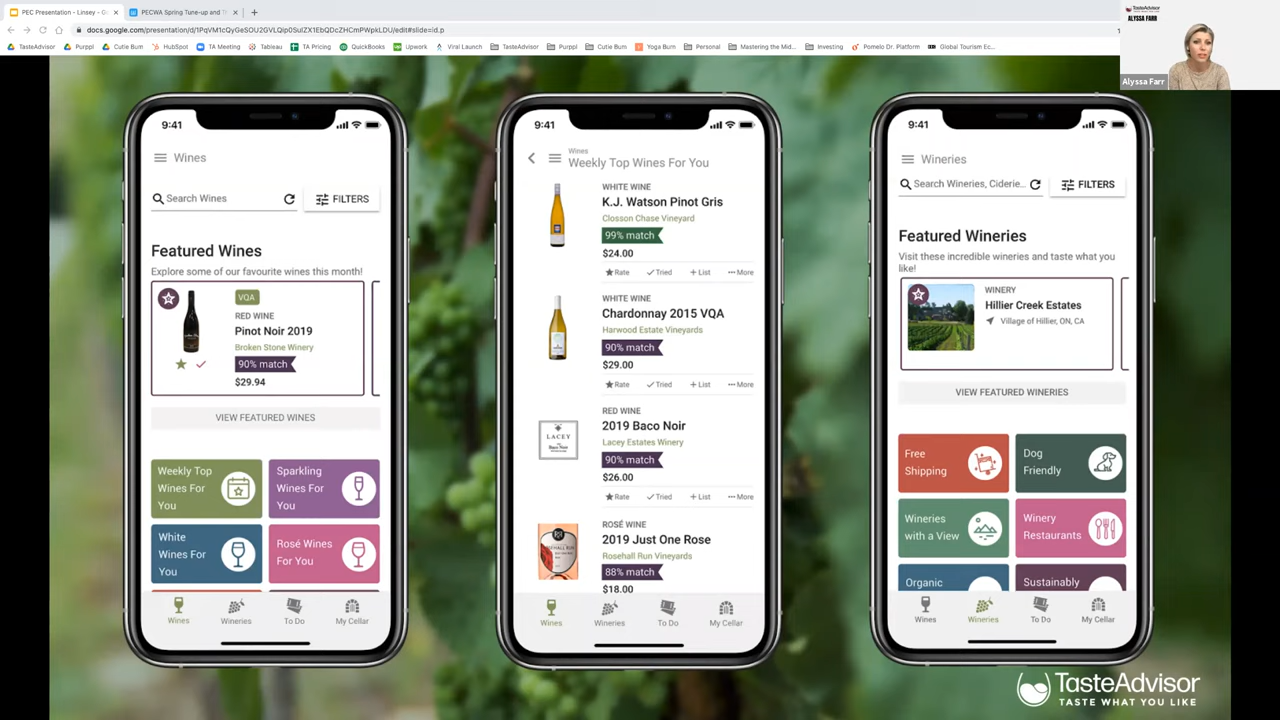 PEC Presentation - Linsey - G
PECWA Spring Tune-up and T
docs.google.com/presentation/d/1PqVM1cQyGeSOU2GVLQip0SuIZX1EbQDcZHCmPWpkLDU/edit#slide=id.p
TasteAdvisor
Purppl
Cutie Burn
HubSpot
TA Meeting
Tableau
TA Pricing
QuickBooks
Upwork
Viral Launch
TasteAdvisor
Purppl
Cutie Burn
Yoga Burn
Personal
Mastering the Mid...
Investing
Pomelo Dr. Platform
Global Tourism Ec...
TasteAdvisor
ALYSSA FARR
Alyssa Farr
9:41
Wines
Search Wines
FILTERS
Featured Wines
Explore some of our favourite wines this month!
VQA
RED WINE
Pinot Noir 2019
Broken Stone Winery
90% match
$29.94
VIEW FEATURED WINES
Weekly Top
Wines For
You
Sparkling
Wines For
You
White
Wines For
You
Rosé Wines
For You
Wines
Wineries
To Do
My Cellar
9:41
Wines
Weekly Top Wines For You
WHITE WINE
K.J. Watson Pinot Gris
Closson Chase Vineyard
99% match
$24.00
Rate
Tried
+List
More
WHITE WINE
Chardonnay 2015 VQA
Harwood Estate Vineyards
90% match
$29.00
Rate
Tried
+List
More
RED WINE
2019 Baco Noir
Lacey Estates Winery
90% match
$26.00
LACEY
Baco Noir
Rate
Tried
+List
More
ROSÉ WINE
2019 Just One Rose
Rosehall Run Vineyards
88% match
$18.00
ROSEHALL RUN
Wines
Wineries
To Do
My Cellar
9:41
Wineries
Search Wineries, Ciderie...
FILTERS
Featured Wineries
Visit these incredible wineries and taste what you
like!
WINERY
Hillier Creek Estates
Village of Hillier, ON, CA
VIEW FEATURED WINERIES
Free
Shipping
Dog
Friendly
Wineries
with a View
Winery
Restaurants
Organic
Sustainably
Wines
Wineries
To Do
My Cellar
TasteAdvisor
TASTE WHAT YOU LIKE